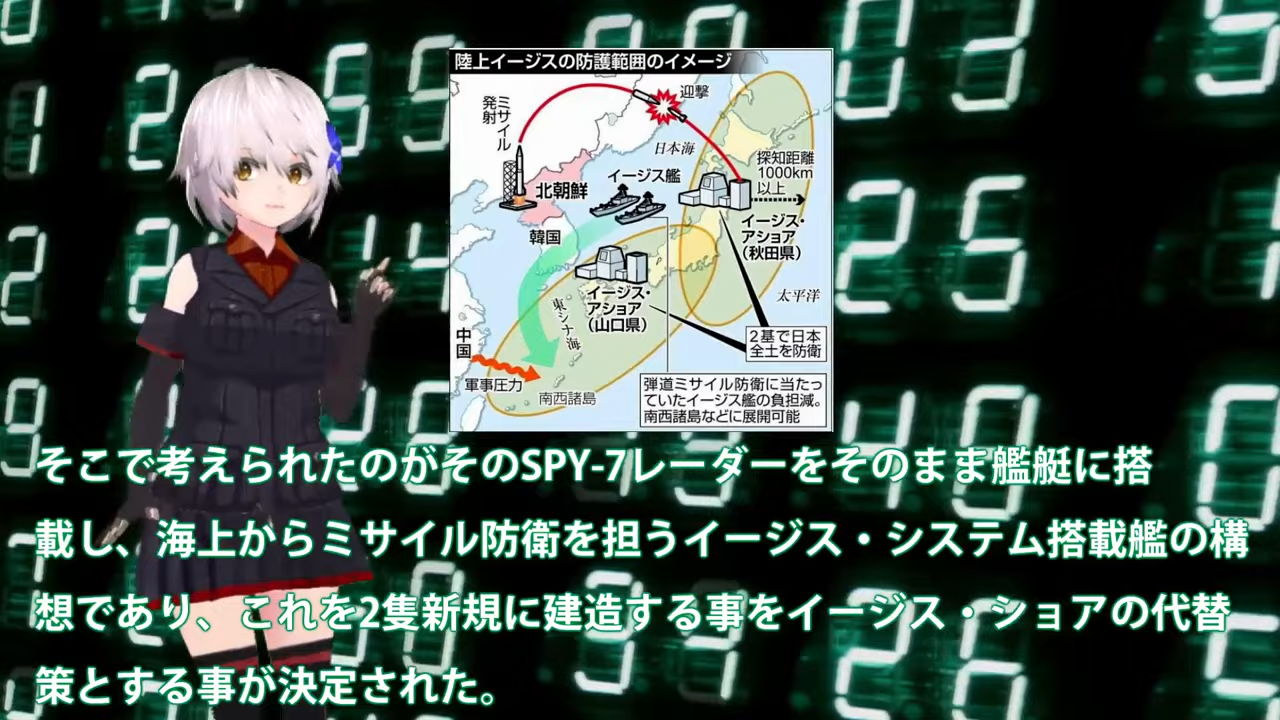 陸上イージスの防護範囲のイメージ
ミサイル
発射
迎撃
日本海
探知距離
1000km
以上
北朝鮮
イージス艦
韓国
イージス・
アショア
(秋田県)
イージス・
アショア
(山口県)
太平洋
東シナ海
中国
軍事圧力
南西諸島
2基で日本
全土を防衛
弾道ミサイル防衛に当たっ
ていたイージス艦の負担減。
南西諸島などに展開可能
そこで考えられたのがそのSPY-7レーダーをそのまま艦艇に搭
載し、海上からミサイル防衛を担うイージス・システム搭載艦の構
想であり、これを2隻新規に建造する事をイージス・ショアの代替
策とする事が決定された。